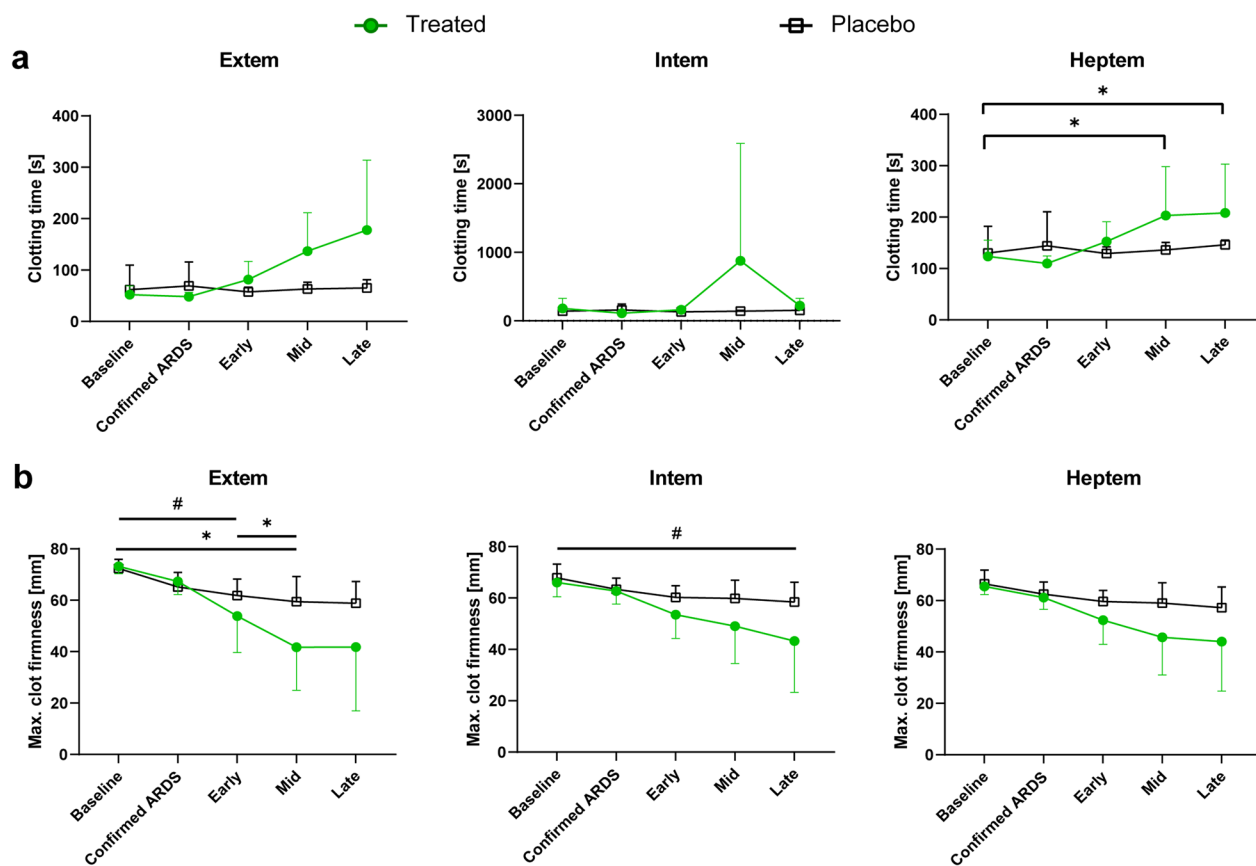 Treated Placebo
a
Extem Intem Heptem
Clotting time [s]
400
300
200
100
0
Baseline
Confirmed ARDS
Early
Mid
Late
Clotting time [s]
3000
2000
1000
0
Baseline
Confirmed ARDS
Early
Mid
Late
Clotting time [s]
400
300
200
100
0
*
*
Baseline
Confirmed ARDS
Early
Mid
Late
b
Extem Intem Heptem
Max. clot firmness [mm]
80
60
40
20
0
# *
*
Baseline
Confirmed ARDS
Early
Mid
Late
Max. clot firmness [mm]
80
60
40
20
0
#
Baseline
Confirmed ARDS
Early
Mid
Late
Max. clot firmness [mm]
80
60
40
20
0
Baseline
Confirmed ARDS
Early
Mid
Late